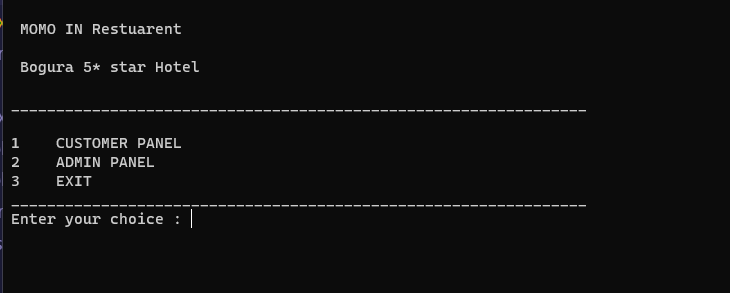 MOMO IN Restuarent
Bogura 5* star Hotel
1 CUSTOMER PANEL
2 ADMIN PANEL
3 EXIT
Enter your choice :